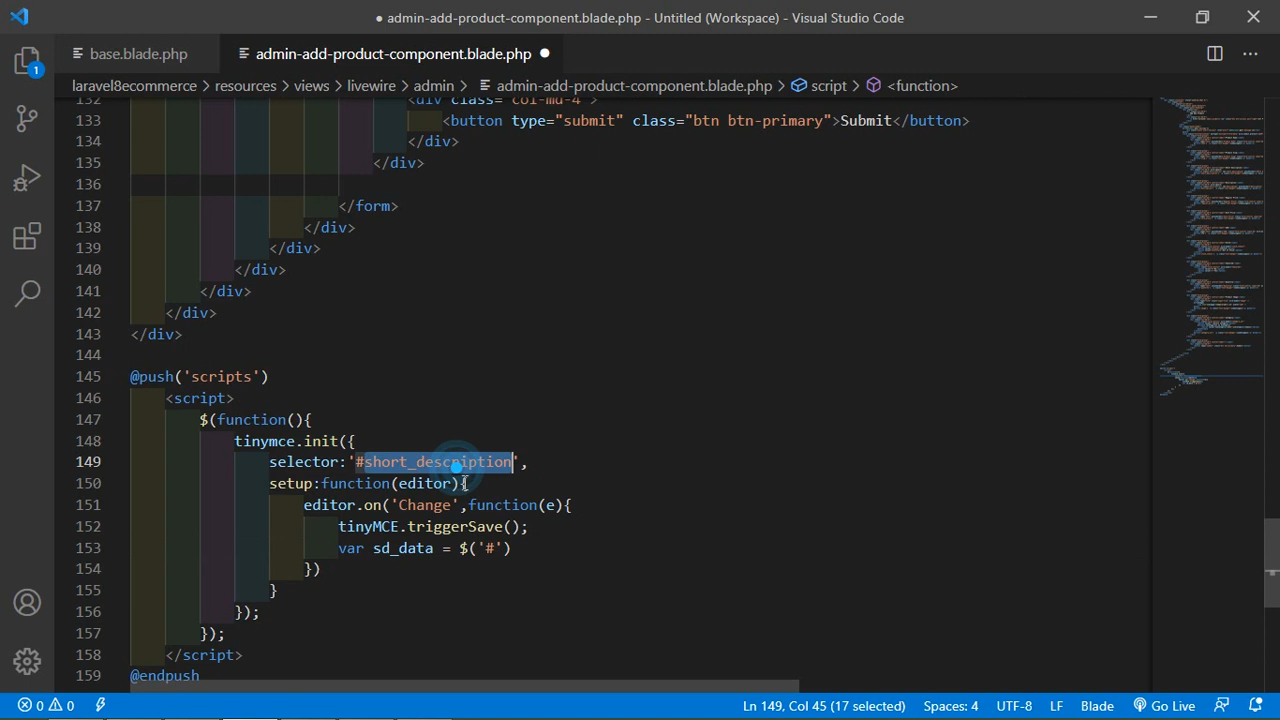 ● admin-add-product-component.blade.php - Untitled (Workspace) - Visual Studio Code
base.blade.php
admin-add-product-component.blade.php ●
laravel8ecommerce > resources > views > livewire > admin > admin-add-product-component.blade.php > script > <function>
1
132 <div class="col-md-4">
133 <button type="submit" class="btn btn-primary">Submit</button>
134 </div>
135 </div>
136
137 </form>
138 </div>
139 </div>
140 </div>
141 </div>
142 </div>
143 </div>
144
145 @push('scripts')
146 <script>
147 $(function(){
148 tinymce.init({
149 selector:'#short_description',
150 setup:function(editor){
151 editor.on('Change',function(e){
152 tinyMCE.triggerSave();
153 var sd_data = $('#')
154 })
155 }
156 });
157 });
158 </script>
159 @endpush
0 0 Ln 149, Col 45 (17 selected) Spaces: 4 UTF-8 LF Blade Go Live